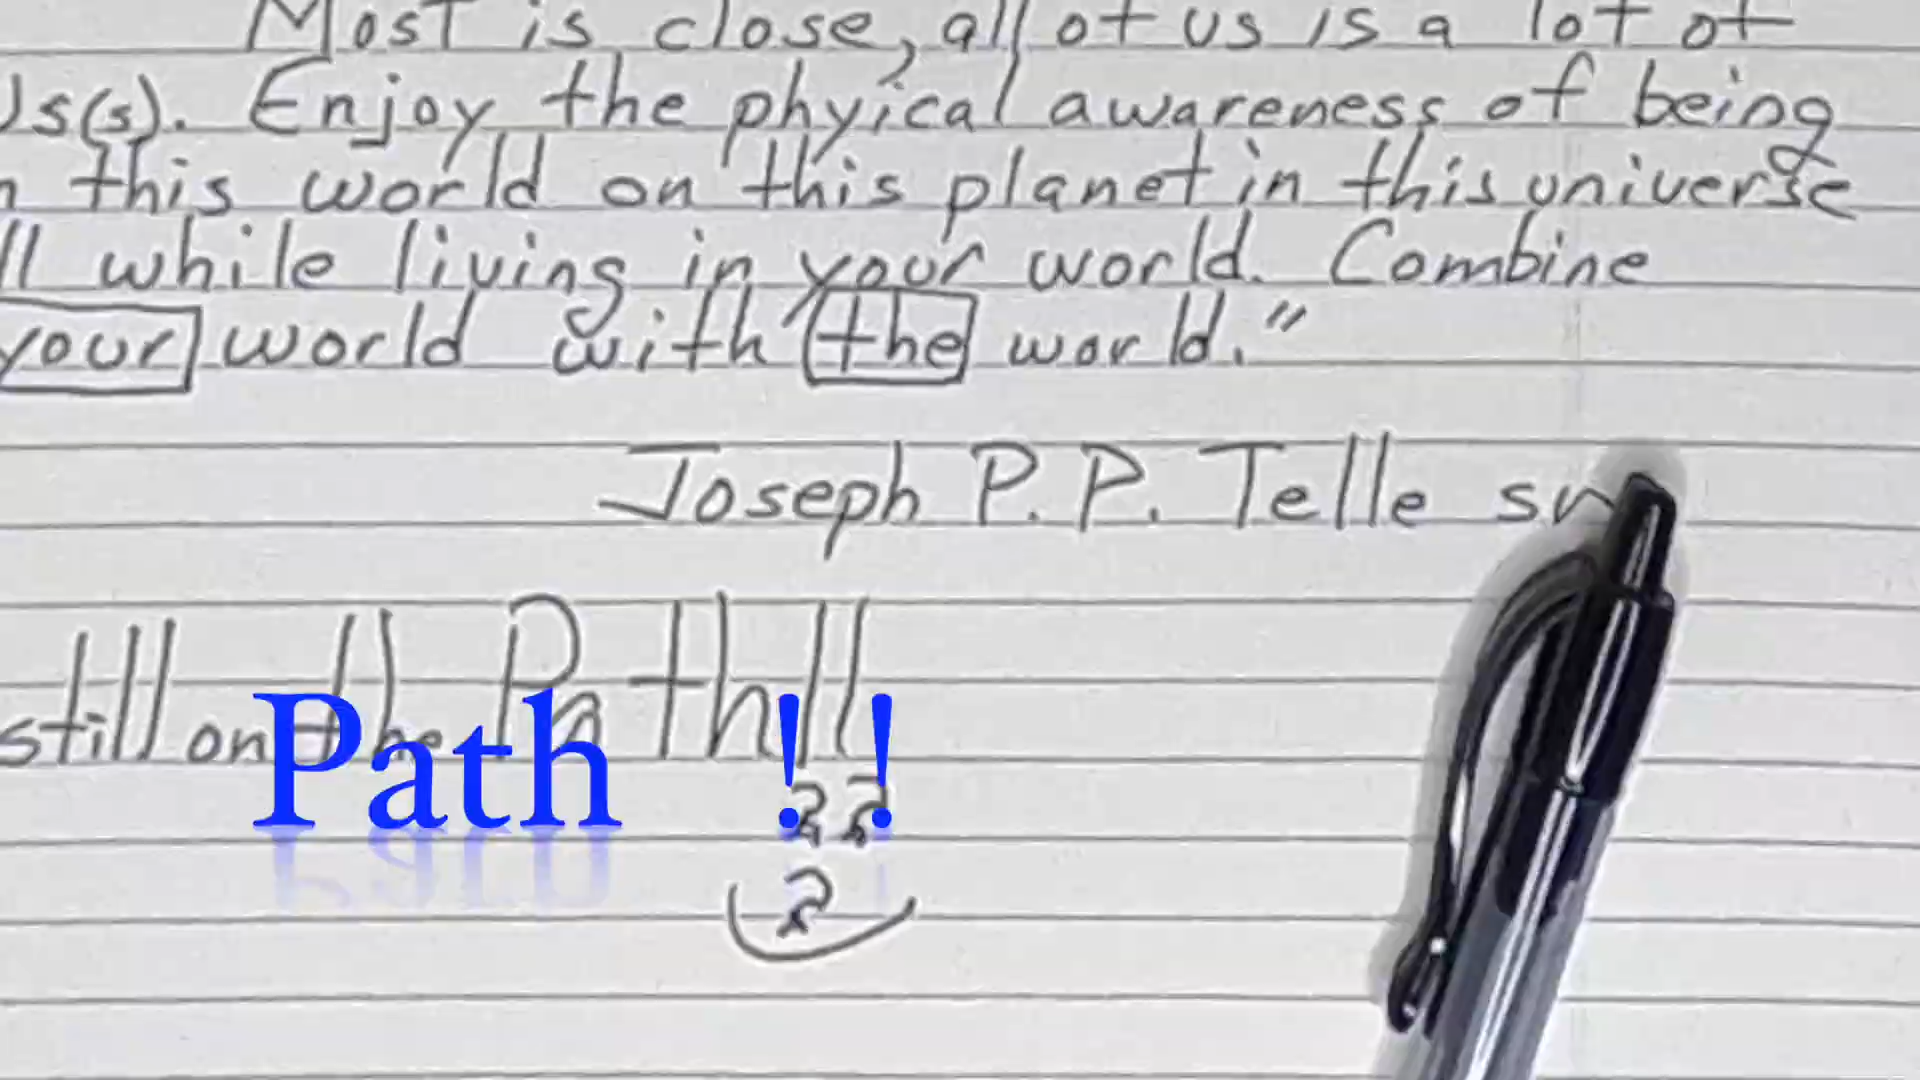 Most is close, all of us is a lot of
Us(s). Enjoy the phyical awareness of being
this world on this planet in this universe
while living in your world. Combine
your world with the world."
Joseph P. P. Telle sr
still on the Path!!
Path !!